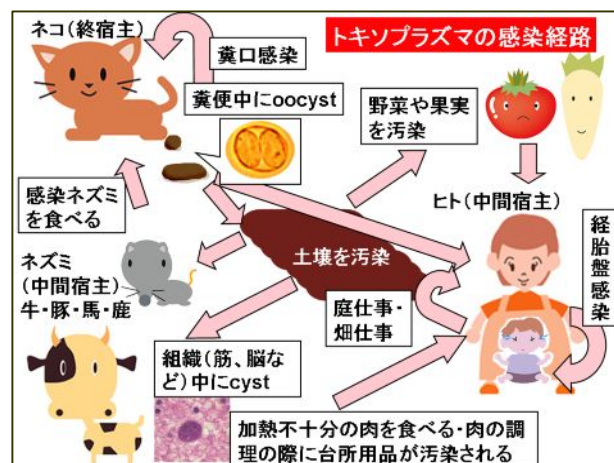 トキソプラズマの感染経路
ネコ(終宿主)
糞口感染
糞便中にoocyst
野菜や果実
を汚染
感染ネズミ
を食べる
ヒト(中間宿主)
経胎盤感染
土壌を汚染
ネズミ
(中間宿主)
牛・豚・馬・鹿
庭仕事・
畑仕事
組織(筋、脳な
ど)中にcyst
加熱不十分の肉を食べる・肉の調
理の際に台所用品が汚染される